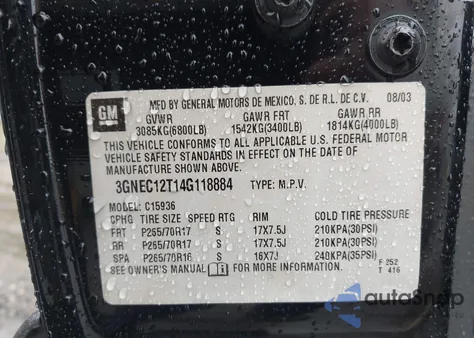 GM
MFD BY GENERAL MOTORS DE MEXICO, S. DE R.L. DE C.V. 08/03
GVWR GAWR FRT GAWR RR
3085KG(6800LB) 1542KG(3400LB) 1814KG(4000LB)
THIS VEHICLE CONFORMS TO ALL APPLICABLE U.S. FEDERAL MOTOR
VEHICLE SAFETY STANDARDS IN EFFECT ON THE DATE OF
MANUFACTURE SHOWN ABOVE.
3GNEC12T14G118884 TYPE: M.P.V.
MODEL: C15936
CPHG TIRE SIZE SPEED RTG RIM COLD TIRE PRESSURE
FRT P265/70R17 S 17X7.5J 210KPA(30PSI)
RR P265/70R17 S 17X7.5J 210KPA(30PSI)
SPA P265/70R16 S 16X7J 240KPA(35PSI)
SEE OWNER'S MANUAL FOR MORE INFORMATION.
F 252
T 416
autosnap